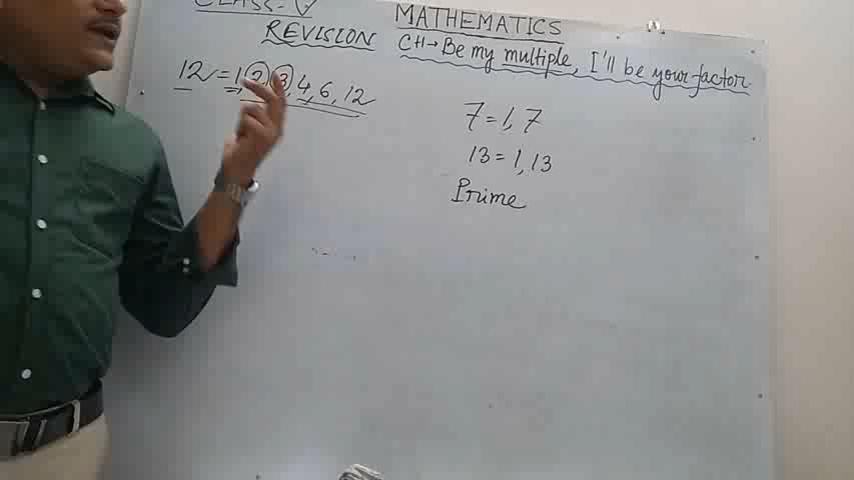 CLASS-V
MATHEMATICS
REVISION
CH→Be my multiple, I'll be your factor
12 = 1, 2, 3, 4, 6, 12
7 = 1, 7
13 = 1, 13
Prime